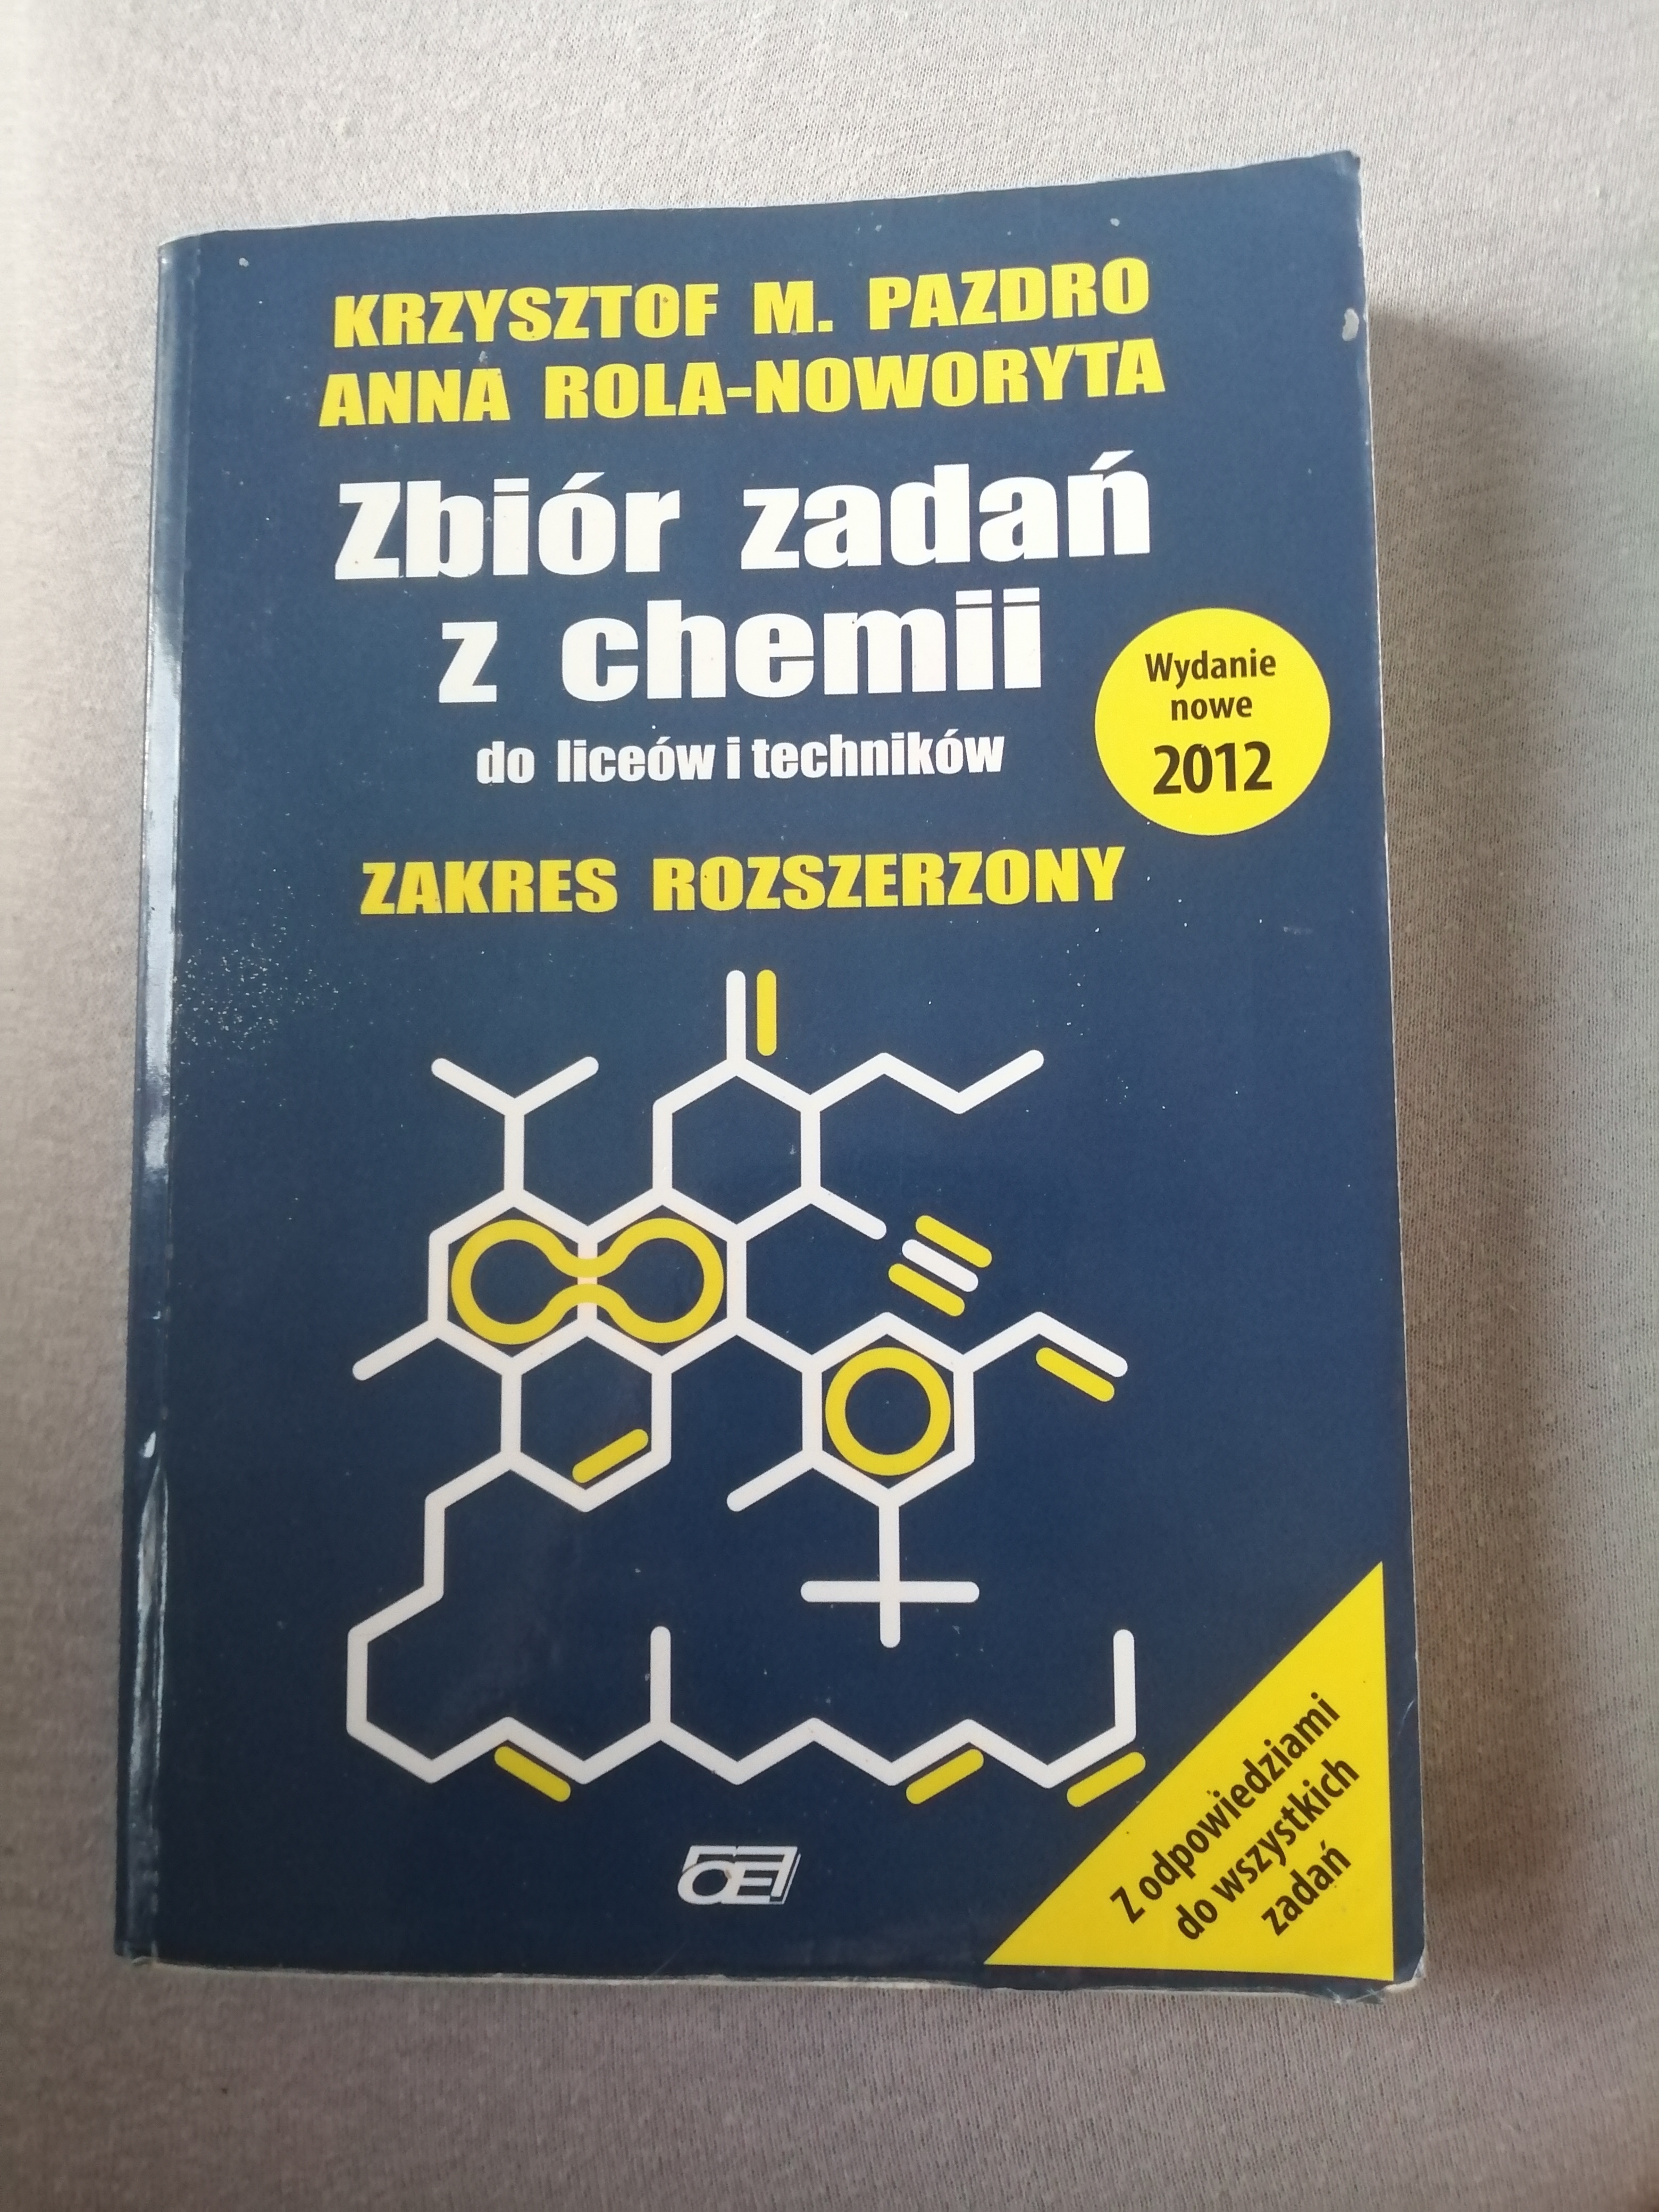 KRZYSZTOF M. PAZDRO
ANNA ROLA-NOWORYTA
Zbiór zadań
z chemii
do liceów i techników
Wydanie
nowe
2012
ZAKRES ROZSZERZONY
Z odpowiedziami
do wszystkich
zadań